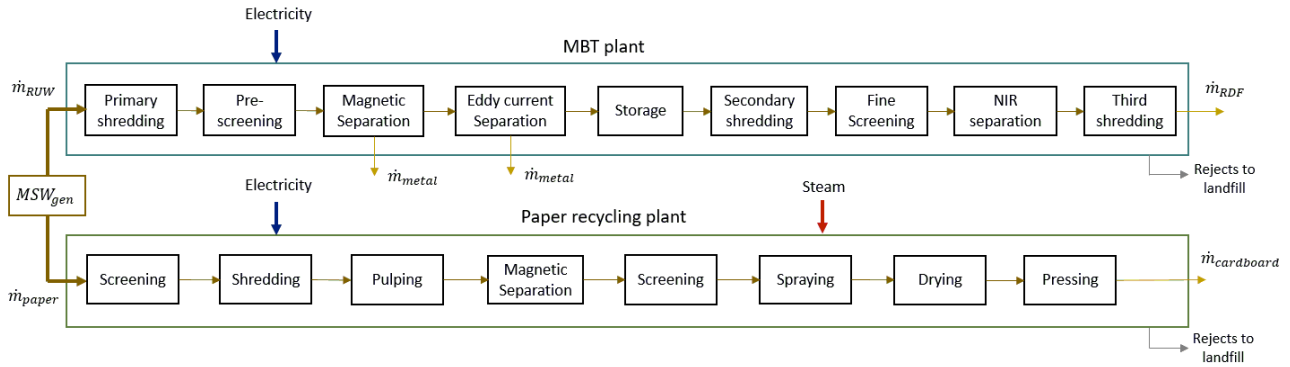 Electricity
MBT plant
ṁ_RUW
Primary
shredding
Pre-
screening
Magnetic
Separation
Eddy current
Separation
Storage
Secondary
shredding
Fine
Screening
NIR
separation
Third
shredding
ṁ_RDF
ṁ_metal
ṁ_metal
Rejects to
landfill
MSW_gen
Electricity
Steam
Paper recycling plant
ṁ_paper
Screening
Shredding
Pulping
Magnetic
Separation
Screening
Spraying
Drying
Pressing
ṁ_cardboard
Rejects to
landfill